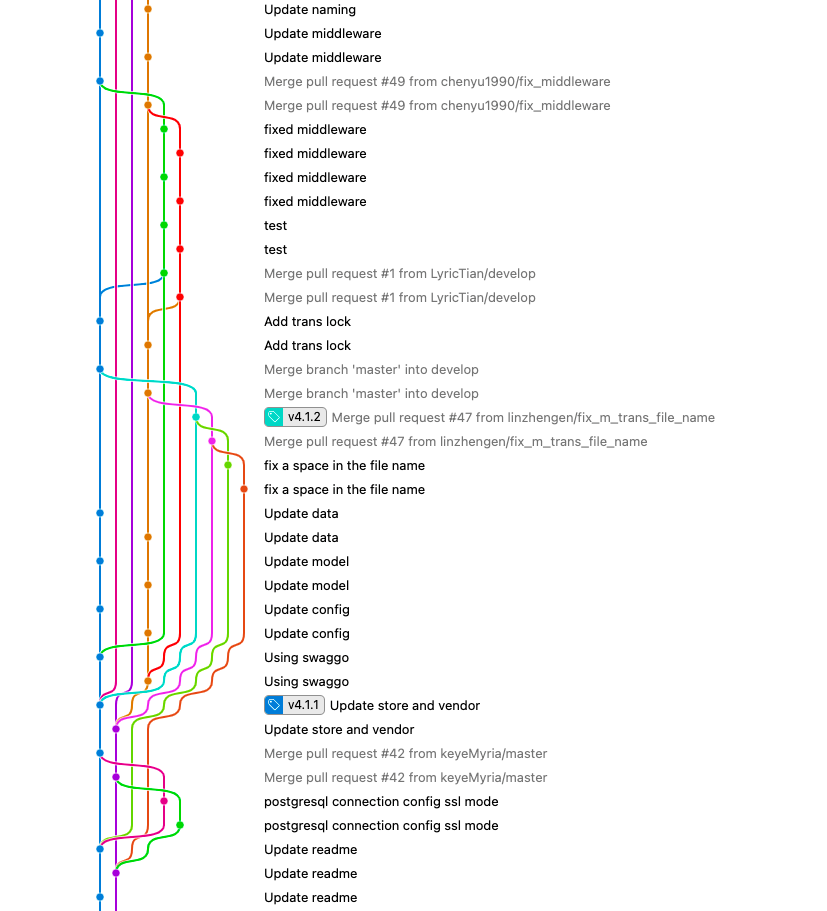 Update naming
Update middleware
Update middleware
Merge pull request #49 from chenyu1990/fix_middleware
Merge pull request #49 from chenyu1990/fix_middleware
fixed middleware
fixed middleware
fixed middleware
fixed middleware
test
test
Merge pull request #1 from LyricTian/develop
Merge pull request #1 from LyricTian/develop
Add trans lock
Add trans lock
Merge branch 'master' into develop
Merge branch 'master' into develop
v4.1.2 Merge pull request #47 from linzhengen/fix_m_trans_file_name
Merge pull request #47 from linzhengen/fix_m_trans_file_name
fix a space in the file name
fix a space in the file name
Update data
Update data
Update model
Update model
Update config
Update config
Using swaggo
Using swaggo
v4.1.1 Update store and vendor
Update store and vendor
Merge pull request #42 from keyeMyria/master
Merge pull request #42 from keyeMyria/master
postgresql connection config ssl mode
postgresql connection config ssl mode
Update readme
Update readme
Update readme